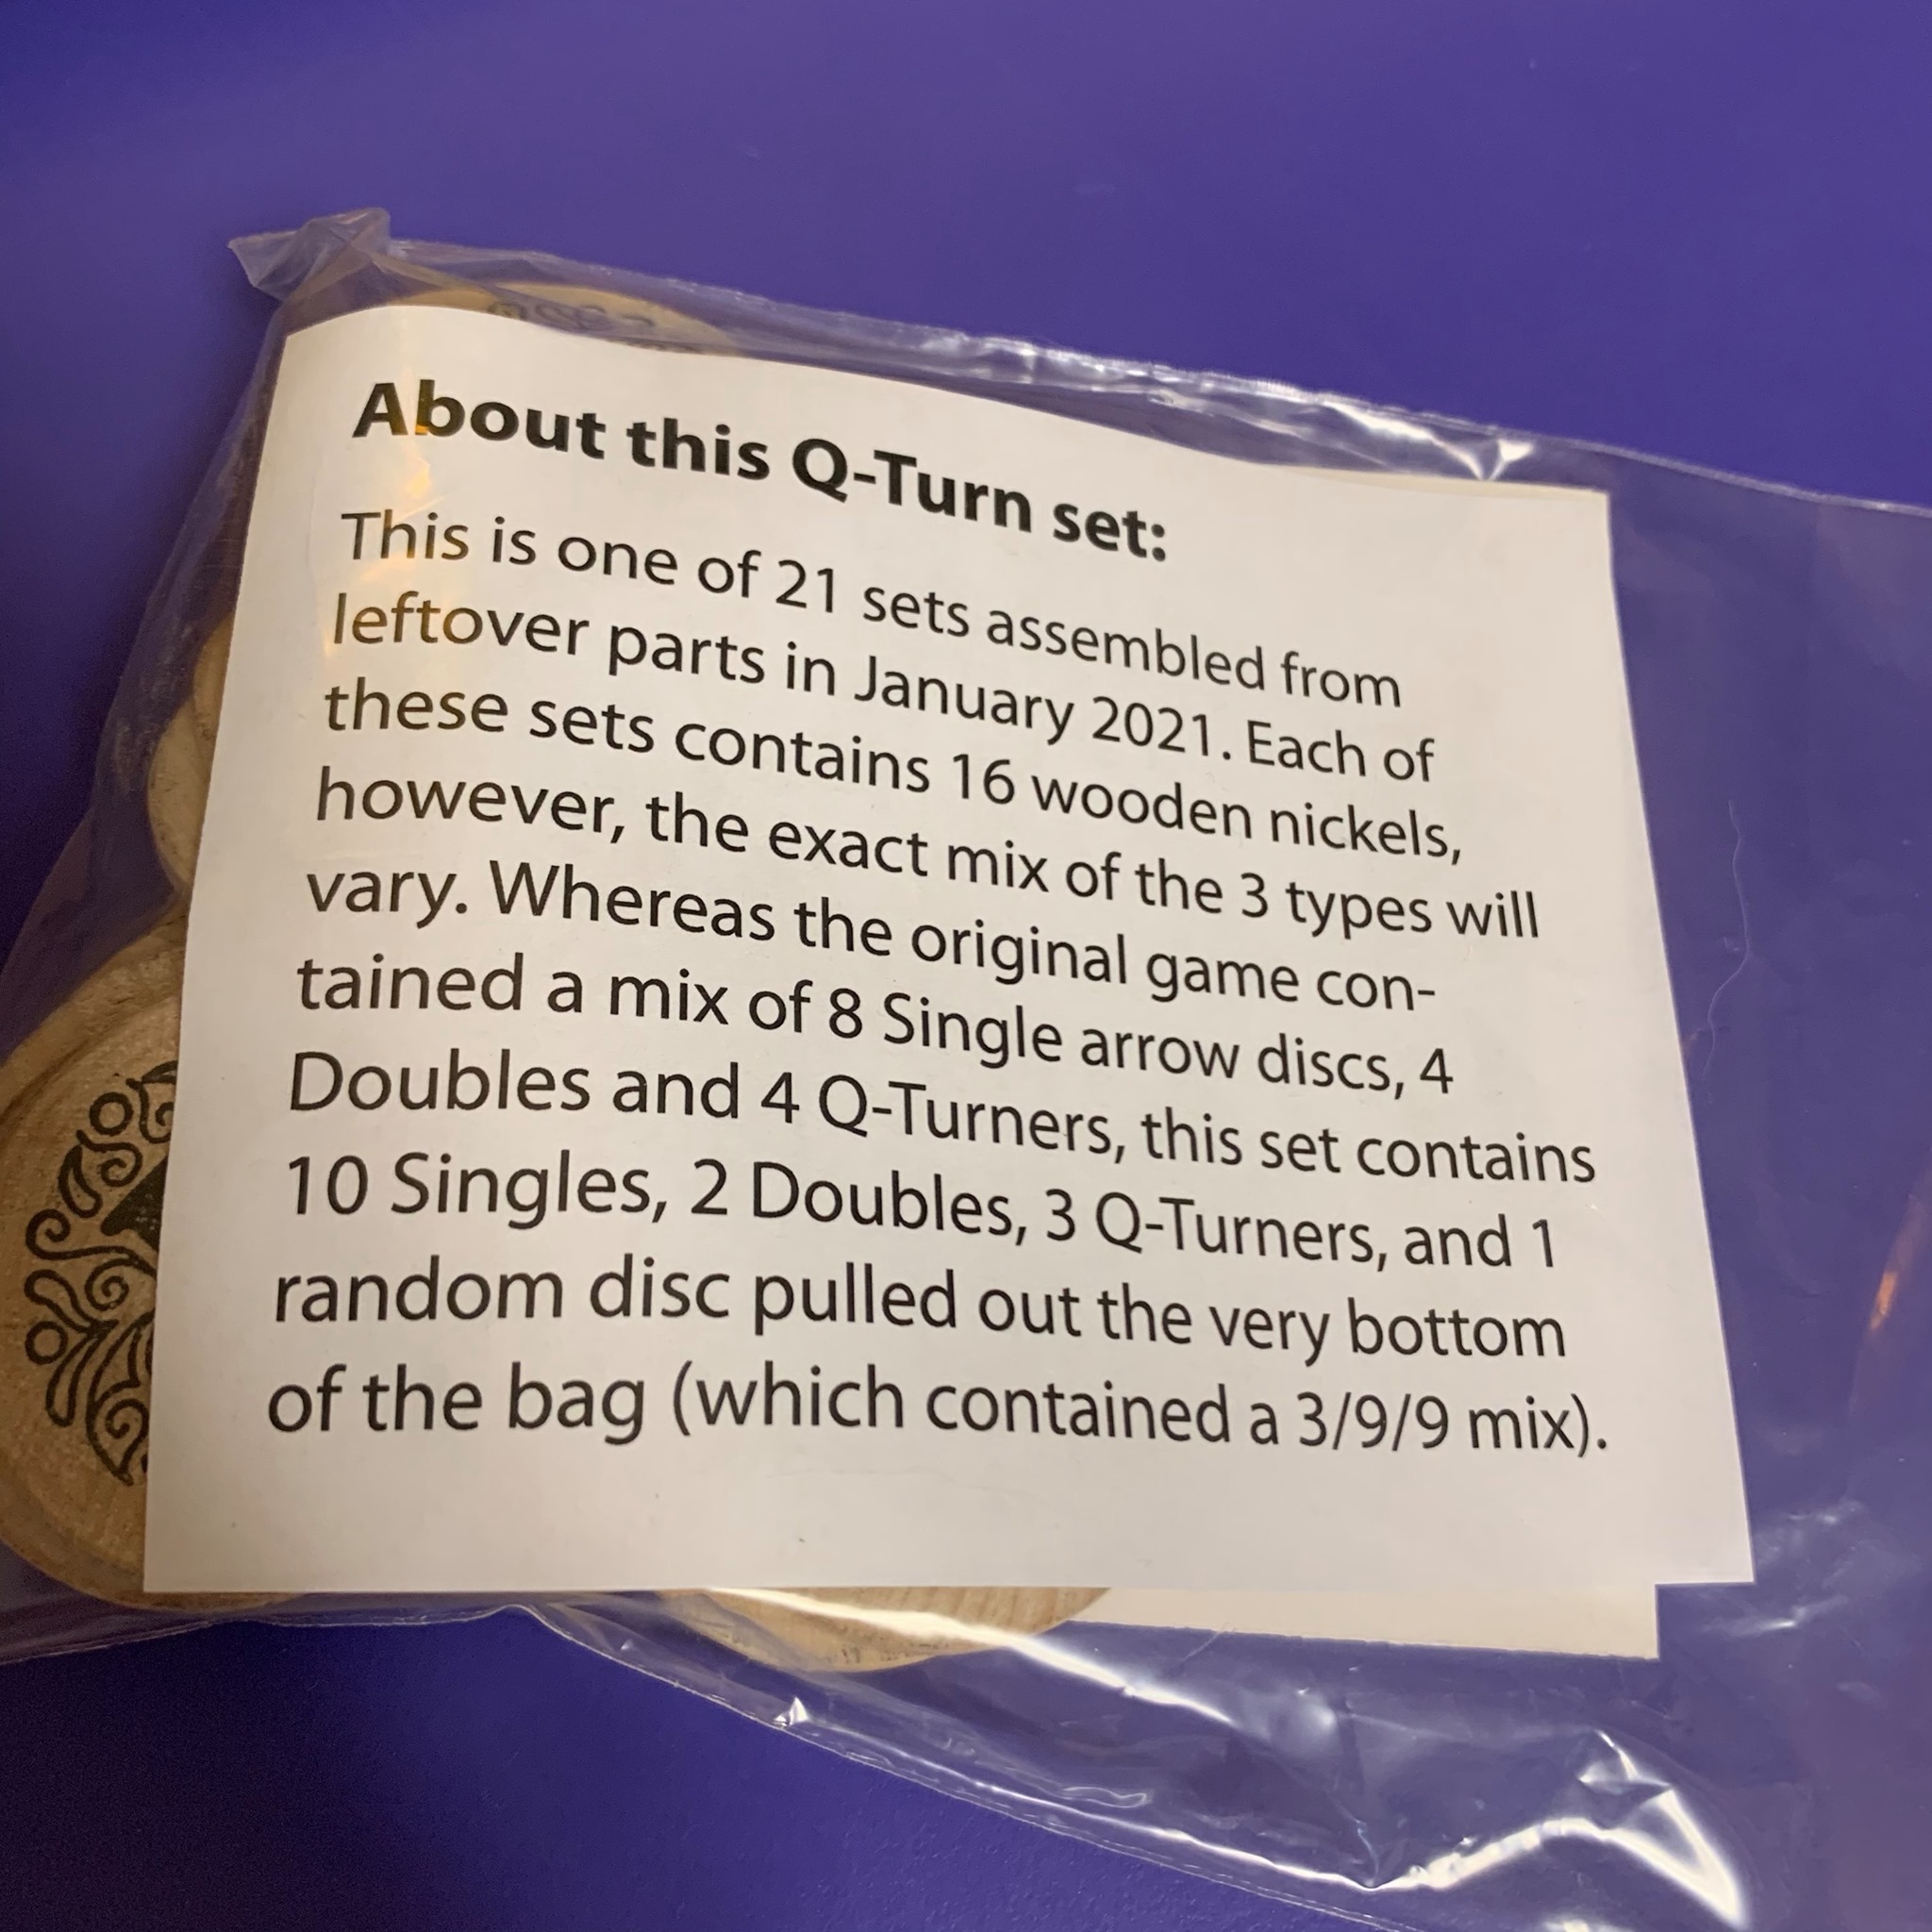 About this Q-Turn set:
This is one of 21 sets assembled from
leftover parts in January 2021. Each of
these sets contains 16 wooden nickels,
however, the exact mix of the 3 types will
vary. Whereas the original game con-
tained a mix of 8 Single arrow discs, 4
Doubles and 4 Q-Turners, this set contains
10 Singles, 2 Doubles, 3 Q-Turners, and 1
random disc pulled out the very bottom
of the bag (which contained a 3/9/9 mix).